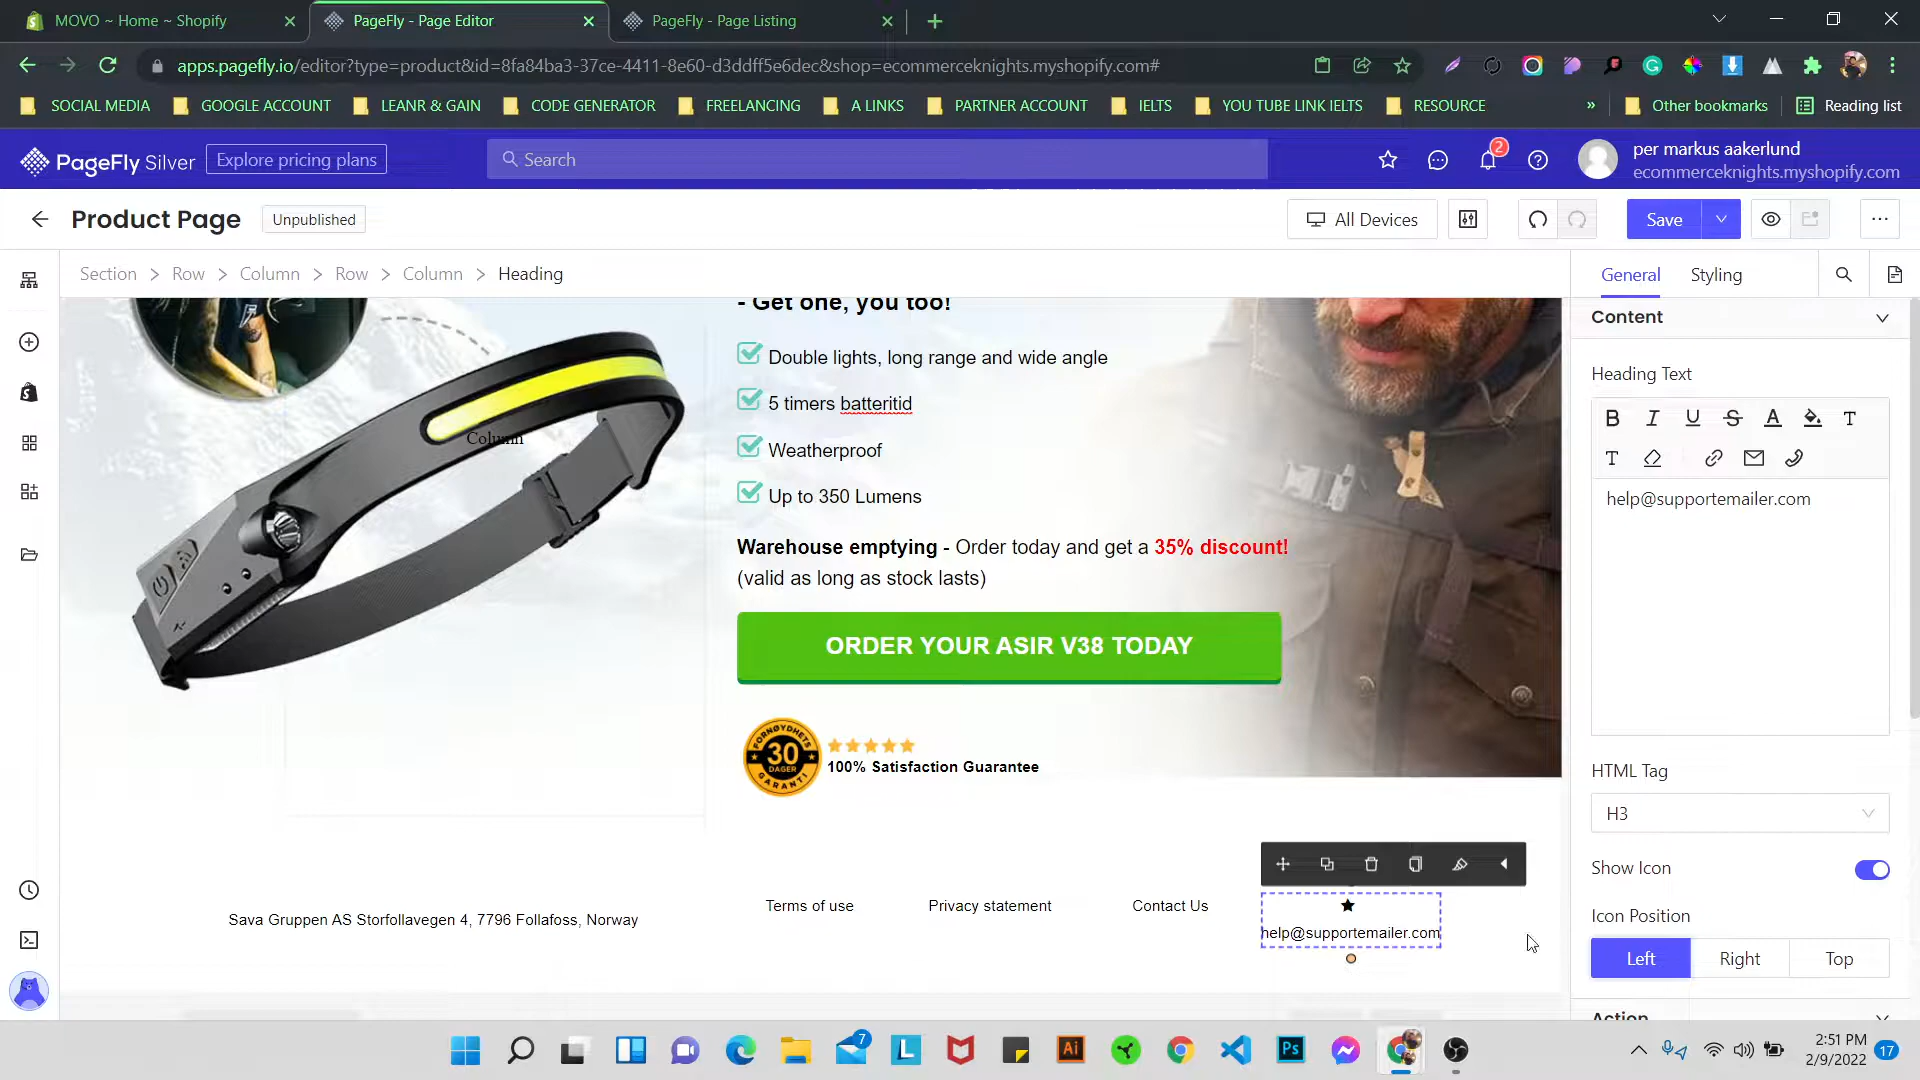 MOVO ~ Home ~ Shopify
PageFly - Page Editor
PageFly - Page Listing
apps.pagefly.io/editor?type=product&id=8fa84ba3-37ce-4411-8e60-d3ddff5e6dec&shop=ecommerceknights.myshopify.com#
SOCIAL MEDIA
GOOGLE ACCOUNT
LEANR & GAIN
CODE GENERATOR
FREELANCING
A LINKS
PARTNER ACCOUNT
IELTS
YOU TUBE LINK IELTS
RESOURCE
»
Other bookmarks
Reading list
PageFly Silver
Explore pricing plans
Search
2
per markus aakerlund
ecommerceknights.myshopify.com
Product Page
Unpublished
All Devices
Save
Section > Row > Column > Row > Column > Heading
General
Styling
Content
- Get one, you too!
Double lights, long range and wide angle
5 timers batteritid
Column
Weatherproof
Up to 350 Lumens
Warehouse emptying - Order today and get a 35% discount!
(valid as long as stock lasts)
ORDER YOUR ASIR V38 TODAY
FORNØYDHETS
30
DAGER
GARANTI
100% Satisfaction Guarantee
Sava Gruppen AS Storfollavegen 4, 7796 Follafoss, Norway
Terms of use
Privacy statement
Contact Us
help@supportemailer.com
Heading Text
help@supportemailer.com
HTML Tag
H3
Show Icon
Icon Position
Left
Right
Top
Action
7
Ai
Ps
2:51 PM
2/9/2022
17